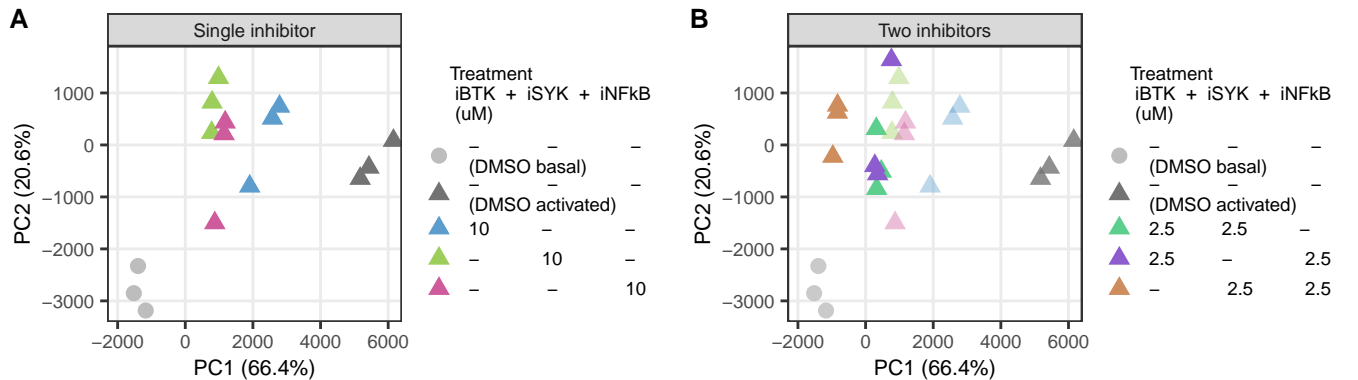 A
Single inhibitor
1000
0
−1000
−2000
−3000
PC2 (20.6%)
−2000 0 2000 4000 6000
PC1 (66.4%)
Treatment
iBTK + iSYK + iNFkB
(uM)
− − −
(DMSO basal)
− − −
(DMSO activated)
10 − −
− 10 −
− − 10
B
Two inhibitors
1000
0
−1000
−2000
−3000
PC2 (20.6%)
−2000 0 2000 4000 6000
PC1 (66.4%)
Treatment
iBTK + iSYK + iNFkB
(uM)
− − −
(DMSO basal)
− − −
(DMSO activated)
2.5 2.5 −
2.5 − 2.5
− 2.5 2.5